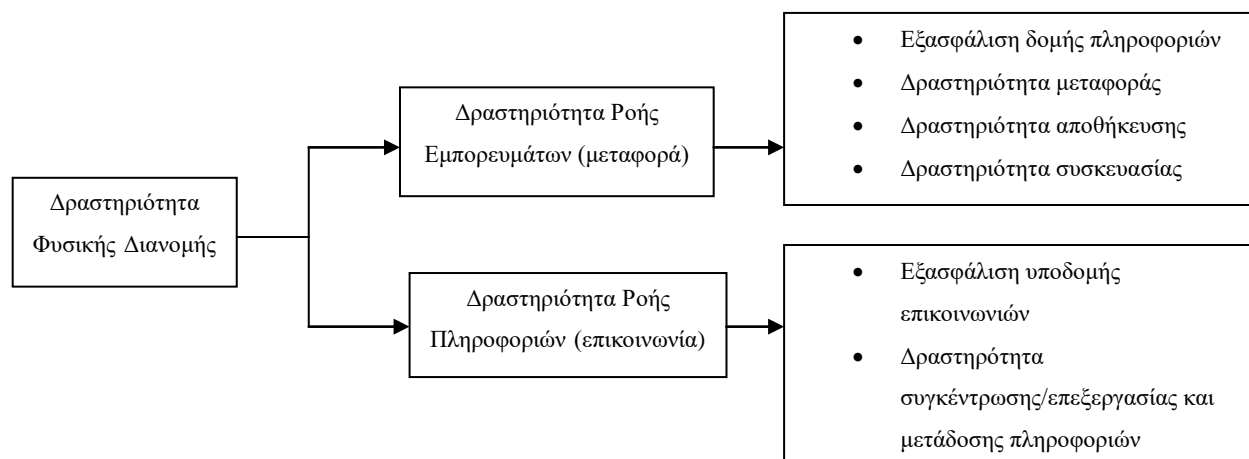 Δραστηριότητα
Φυσικής Διανομής
Δραστηριότητα Ροής
Εμπορευμάτων (μεταφορά)
• Εξασφάλιση δομής πληροφοριών
• Δραστηριότητα μεταφοράς
• Δραστηριότητα αποθήκευσης
• Δραστηριότητα συσκευασίας
Δραστηριότητα Ροής
Πληροφοριών (επικοινωνία)
• Εξασφάλιση υποδομής
επικοινωνιών
• Δραστηρότητα
συγκέντρωσης/επεξεργασίας και
μετάδοσης πληροφοριών